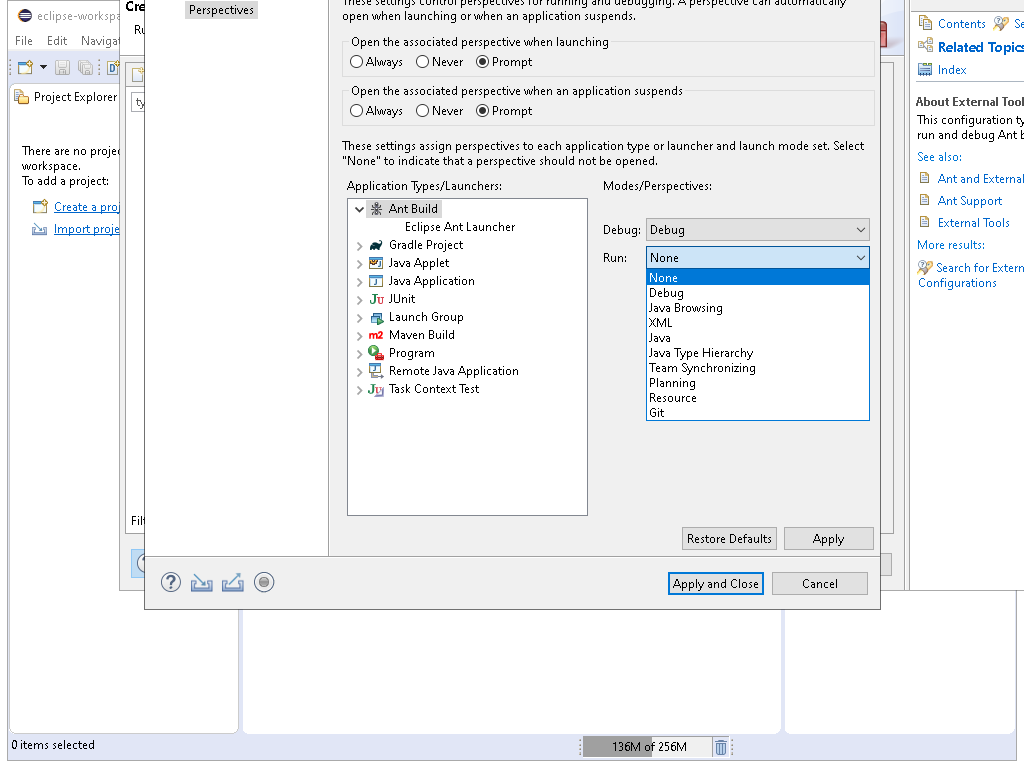 eclipse-workspa
File Edit Navigat
Project Explorer
There are no projec
workspace.
To add a project:
Create a proj
Import proje
0 items selected
136M of 256M
Cre
Ru
ty
Filt
Perspectives
These settings control perspectives for running and debugging. A perspective can automatically
open when launching or when an application suspends.
Open the associated perspective when launching
Always Never Prompt
Open the associated perspective when an application suspends
Always Never Prompt
These settings assign perspectives to each application type or launcher and launch mode set. Select
"None" to indicate that a perspective should not be opened.
Application Types/Launchers:
Ant Build
Eclipse Ant Launcher
Gradle Project
Java Applet
Java Application
JUnit
Launch Group
Maven Build
Program
Remote Java Application
Task Context Test
Modes/Perspectives:
Debug: Debug
Run: None
None
Debug
Java Browsing
XML
Java
Java Type Hierarchy
Team Synchronizing
Planning
Resource
Git
Restore Defaults Apply
Apply and Close Cancel
Contents Se
Related Topics
Index
About External Tool
This configuration ty
run and debug Ant b
See also:
Ant and External
Ant Support
External Tools
More results:
Search for Extern
Configurations